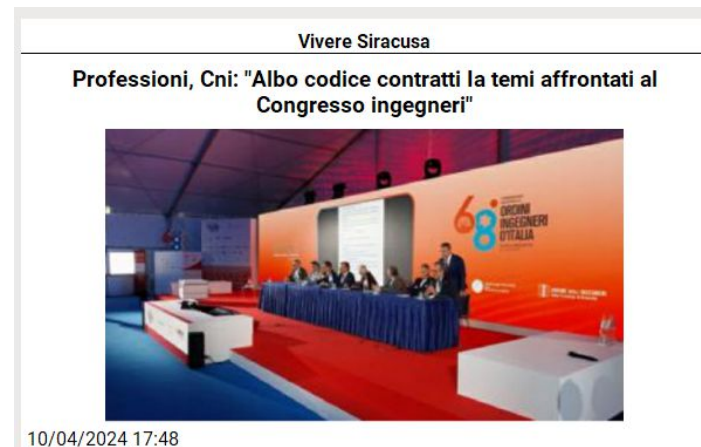 Vivere Siracusa
Professioni, Cni: "Albo codice contratti Ia temi affrontati al
Congresso ingegneri"
68°
ORDINI
INGEGNERI
D'ITALIA
10/04/2024 17:48